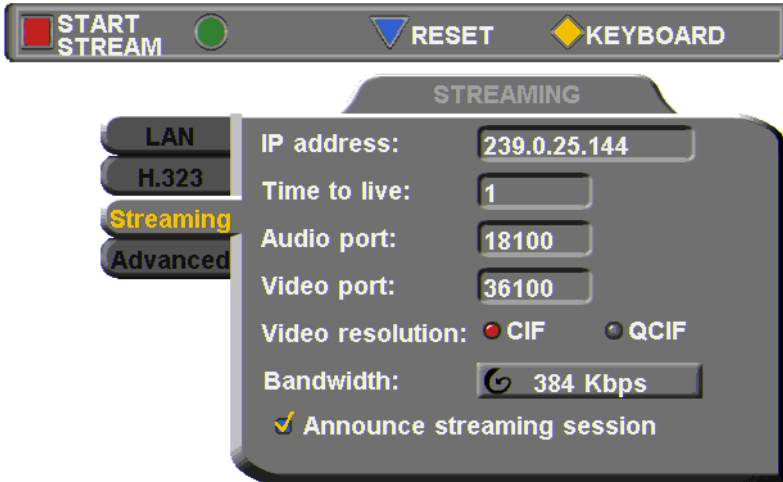 START
STREAM
RESET
KEYBOARD
STREAMING
LAN
H.323
Streaming
Advanced
IP address: 239.0.25.144
Time to live: 1
Audio port: 18100
Video port: 36100
Video resolution: CIF QCIF
Bandwidth: 384 Kbps
Announce streaming session